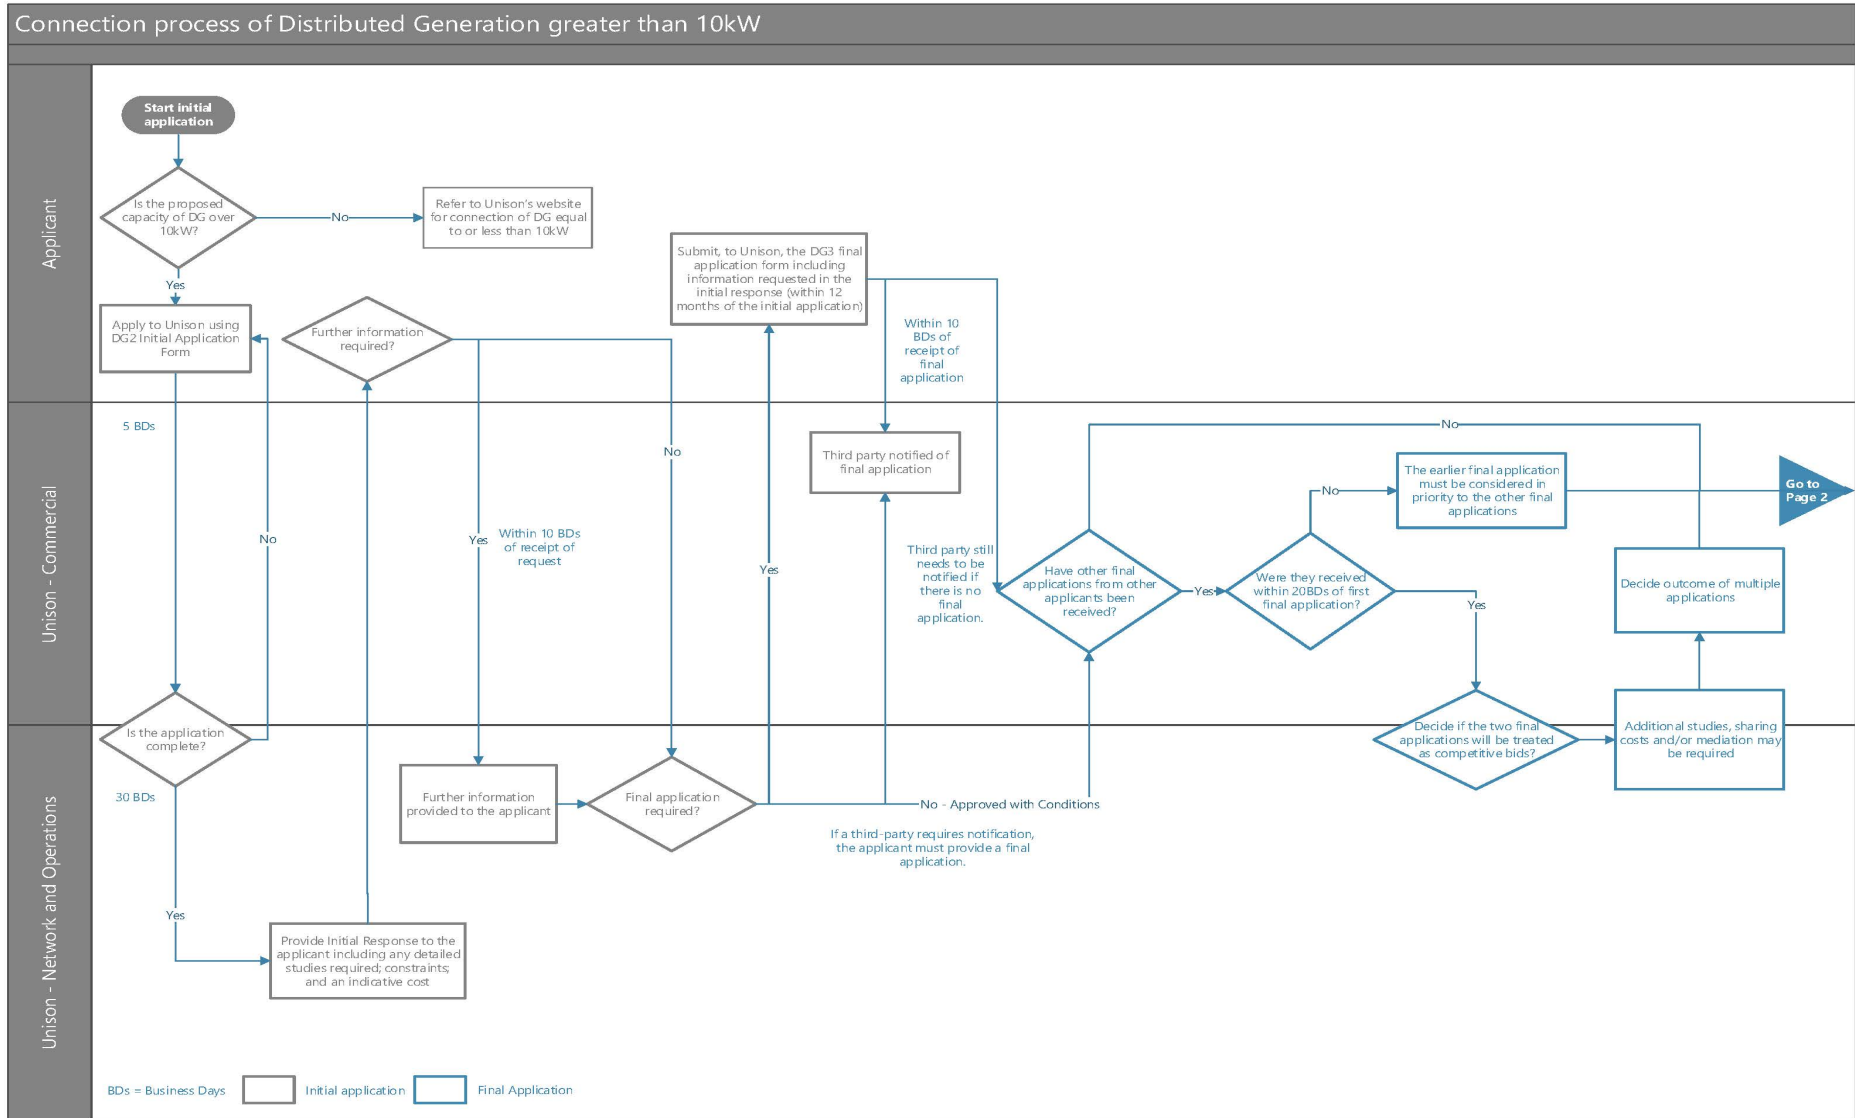 Connection process of Distributed Generation greater than 10kW
Applicant
Start initial
application
Is the proposed
capacity of DG over
10kW?
No
Refer to Unison's website
for connection of DG equal
to or less than 10kW
Yes
Apply to Unison using
DG2 Initial Application
Form
Further information
required?
Submit, to Unison, the DG3 final
application form including
information requested in the
initial response (within 12
months of the initial application)
Within 10
BDs of
receipt of
final
application
Unison - Commercial
5 BDs
No
Yes
Within 10 BDs
of receipt of
request
No
Yes
Third party notified of
final application
Third party still
needs to be
notified if
there is no
final
application.
Have other final
applications from other
applicants been
received?
No
Yes
Were they received
within 20BDs of first
final application?
No
The earlier final application
must be considered in
priority to the other final
applications
Go to
Page 2
Yes
Decide outcome of multiple
applications
Unison - Network and Operations
Is the application
complete?
30 BDs
Yes
Provide Initial Response to the
applicant including any detailed
studies required; constraints;
and an indicative cost
Further information
provided to the applicant
Final application
required?
No - Approved with Conditions
If a third-party requires notification,
the applicant must provide a final
application.
Decide if the two final
applications will be treated
as competitive bids?
Additional studies, sharing
costs and/or mediation may
be required
BDs = Business Days
Initial application
Final Application